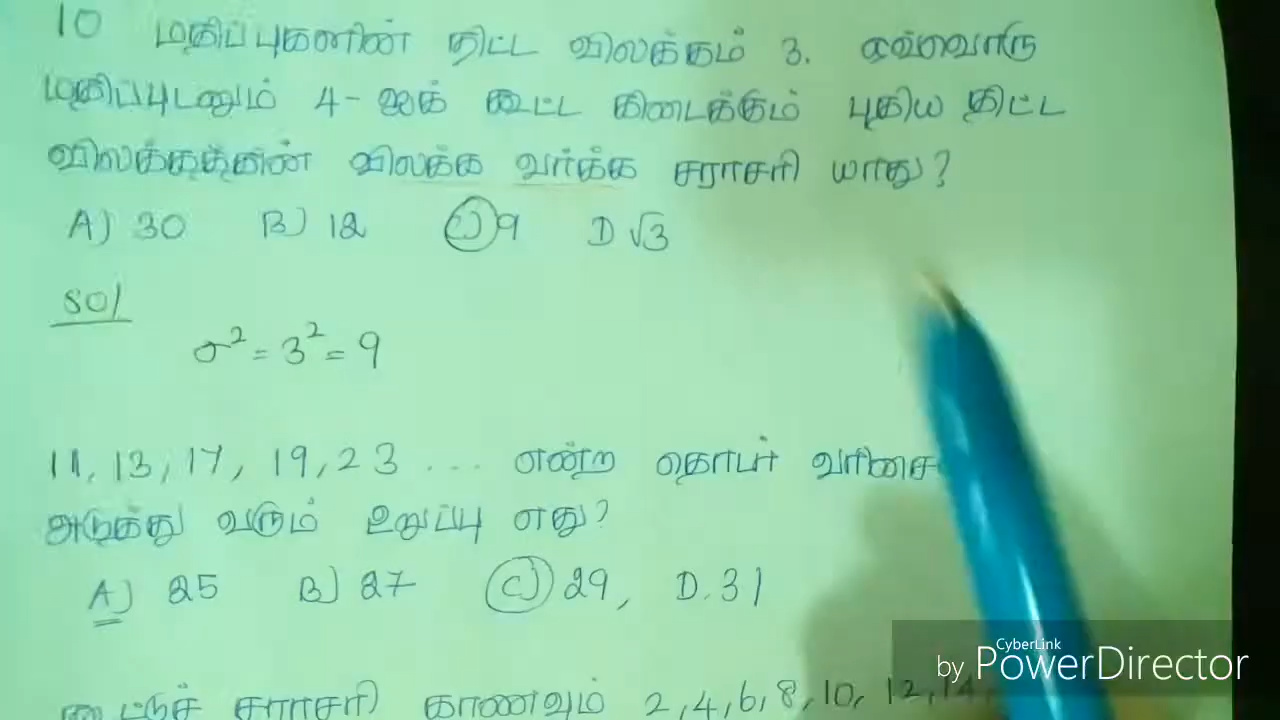 10 மதிப்புகளின் திட்ட விலக்கம் 3. ஒவ்வொரு
மதிப்புடனும் 4-ஐக் கூட்ட கிடைக்கும் புதிய திட்ட
விலக்கத்தின் விலக்க வர்க்க சராசரி யாது?
A) 30 B) 12 C) 9 D √3
Sol
σ² = 3² = 9
11, 13, 17, 19, 23 ... என்ற தொடர் வரிசை
அடுத்து வரும் உறுப்பு எது?
A) 25 B) 27 C) 29, D. 31
சராசரி காணவும் 2, 4, 6, 8, 10, 12, 14,
CyberLink
by PowerDirector